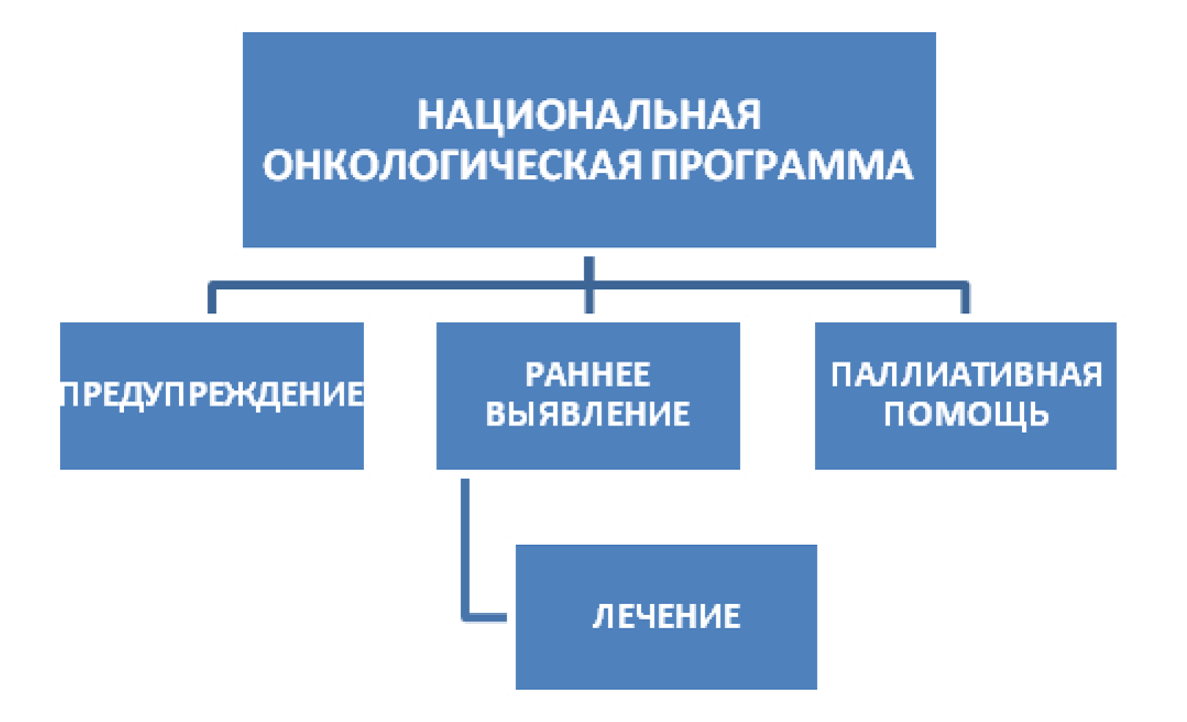 НАЦИОНАЛЬНАЯ
ОНКОЛОГИЧЕСКАЯ ПРОГРАММА
ПРЕДУПРЕЖДЕНИЕ
РАННЕЕ
ВЫЯВЛЕНИЕ
ПАЛЛИАТИВНАЯ
ПОМОЩЬ
ЛЕЧЕНИЕ